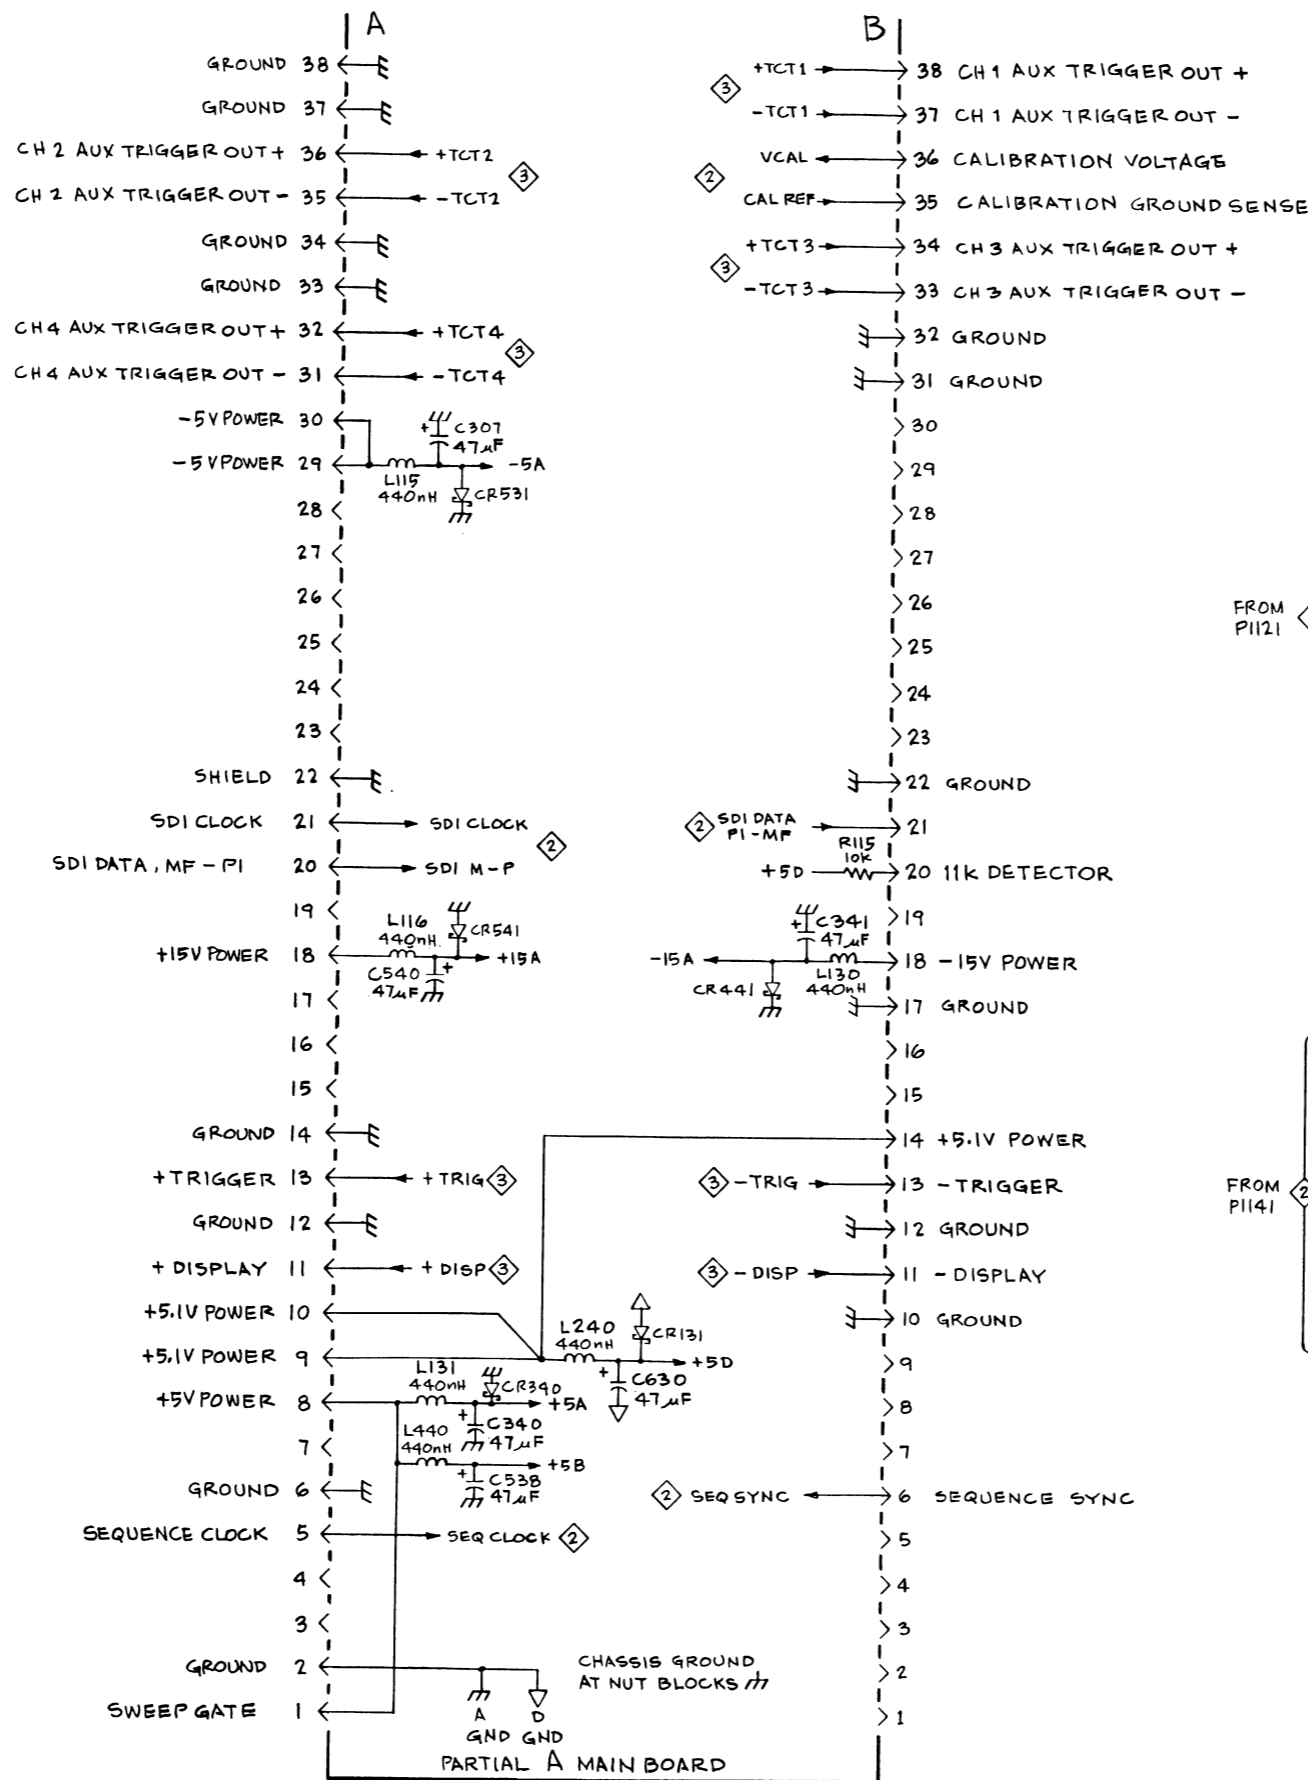 A
GROUND 38
GROUND 37
CH 2 AUX TRIGGER OUT + 36 +TCT2
3
CH 2 AUX TRIGGER OUT - 35 -TCT2
GROUND 34
GROUND 33
CH4 AUX TRIGGER OUT + 32 +TCT4
3
CH4 AUX TRIGGER OUT - 31 -TCT4
-5V POWER 30
+ C307
47µF
-5V POWER 29 -5A
L115
440nH
CR531
28
27
26
25
24
23
SHIELD 22
SDI CLOCK 21 SDI CLOCK
2
SDI DATA, MF - PI 20 SDI M-P
19
L116
440nH
CR541
+15V POWER 18 +15A
C540 +
47µF
17
16
15
GROUND 14
+TRIGGER 13 +TRIG 3
GROUND 12
+ DISPLAY 11 + DISP 3
+5.1V POWER 10
L240
440nH
CR131
+5.1V POWER 9 +5D
+ C630
47µF
L131
440nH
CR390
+5V POWER 8 +5A
+ C340
47µF
L440
440nH
7
+5B
+ C538
47µF
GROUND 6
SEQUENCE CLOCK 5 SEQ CLOCK 2
4
3
GROUND 2
SWEEP GATE 1
A
GND
D
GND
CHASSIS GROUND
AT NUT BLOCKS
PARTIAL A MAIN BOARD
B
+TCT1 38 CH 1 AUX TRIGGER OUT +
3
-TCT1 37 CH 1 AUX TRIGGER OUT -
VCAL 36 CALIBRATION VOLTAGE
2
CAL REF 35 CALIBRATION GROUND SENSE
+TCT3 34 CH 3 AUX TRIGGER OUT +
3
-TCT3 33 CH 3 AUX TRIGGER OUT -
32 GROUND
31 GROUND
30
29
28
27
26
25
24
23
22 GROUND
2 SDI DATA
PI - MF
21
R115
10K
+5D 20 11K DETECTOR
19
+ C341
47µF
-15A 18 -15V POWER
L130
440nH
CR441
17 GROUND
16
15
14 +5.1V POWER
3 -TRIG 13 -TRIGGER
12 GROUND
3 -DISP 11 -DISPLAY
10 GROUND
9
8
7
2 SEQ SYNC 6 SEQUENCE SYNC
5
4
3
2
1
FROM
P1121
FROM
P1141
2